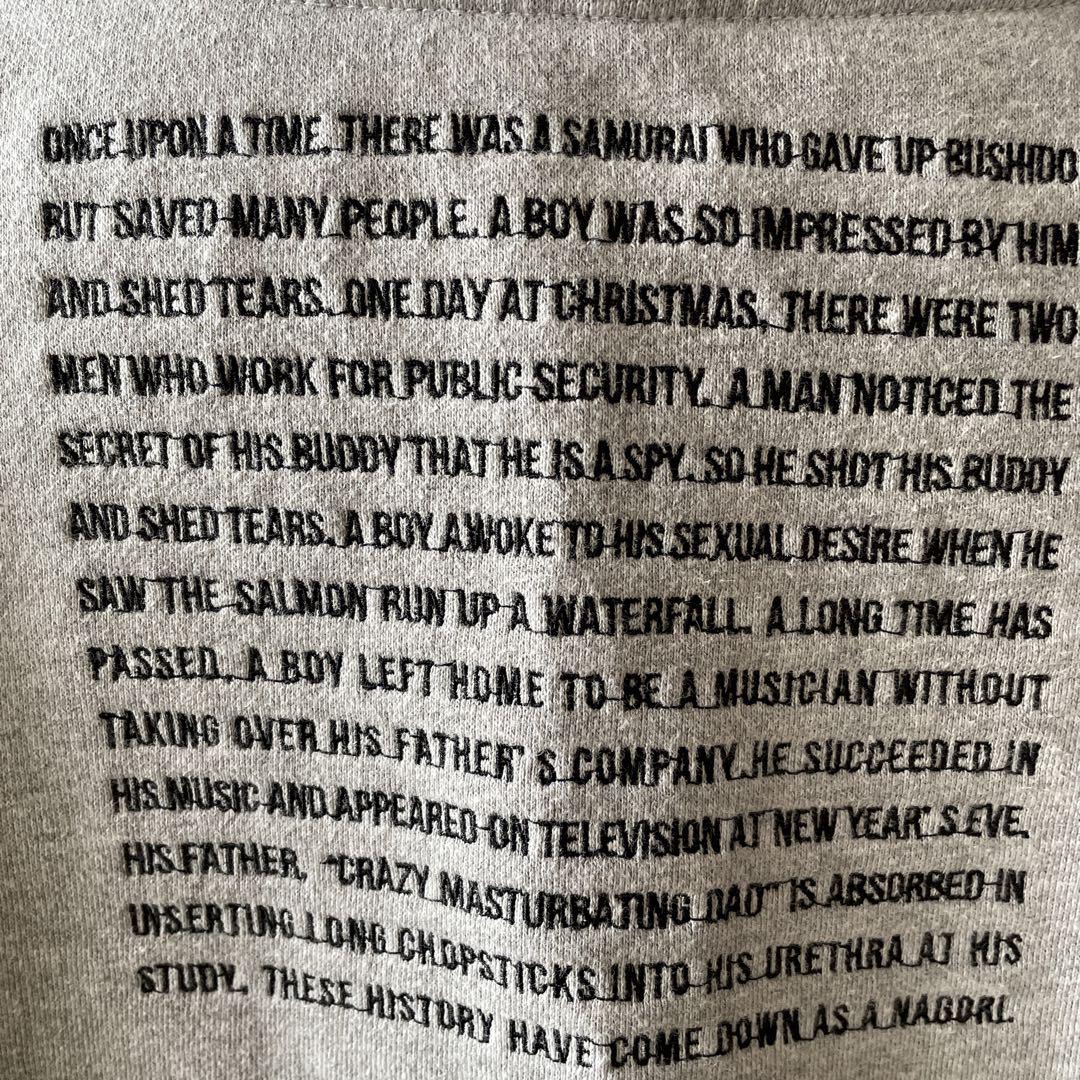 ONCE UPON A TIME, THERE WAS A SAMURAI WHO GAVE UP BUSHIDO
BUT SAVED MANY PEOPLE. A BOY WAS SO IMPRESSED BY HIM
AND SHED TEARS. ONE DAY AT CHRISTMAS, THERE WERE TWO
MEN WHO WORK FOR PUBLIC SECURITY. A MAN NOTICED THE
SECRET OF HIS BUDDY THAT HE IS A SPY. SO HE SHOT HIS BUDDY
AND SHED TEARS. A BOY AWOKE TO HIS SEXUAL DESIRE WHEN HE
SAW THE SALMON RUN UP A WATERFALL. A LONG TIME HAS
PASSED. A BOY LEFT HOME TO BE A MUSICIAN WITHOUT
TAKING OVER HIS FATHER'S COMPANY. HE SUCCEEDED IN
HIS MUSIC AND APPEARED ON TELEVISION AT NEW YEAR'S EVE.
HIS FATHER, "CRAZY MASTURBATING DAD" IS ABSORBED IN
INSERTING LONG CHOPSTICKS INTO HIS URETHRA AT HIS
STUDY. THESE HISTORY HAVE COME DOWN AS A NAGORI.